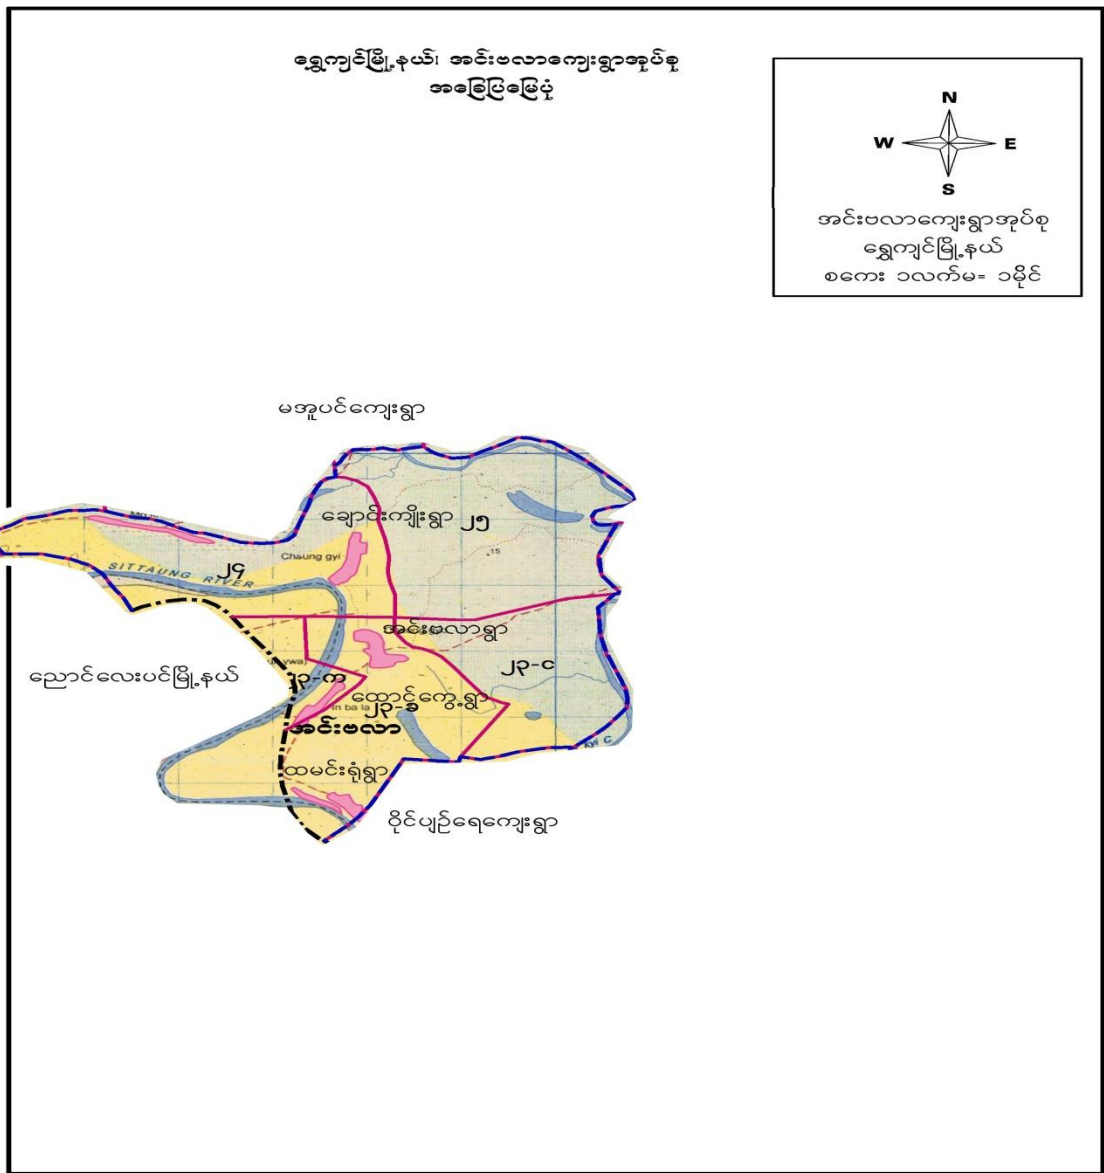 ရွှေကျင်မြို့နယ်၊ အင်းဗလာကျေးရွာအုပ်စု
အခြေပြမြေပုံ
N
W E
S
အင်းဗလာကျေးရွာအုပ်စု
ရွှေကျင်မြို့နယ်
စကေး ၁လက်မ= ၁မိုင်
မအူပင်ကျေးရွာ
ချောင်းကျိုးရွာ ၂၅
15
Chaung gyi
၂၄
SITTAUNG RIVER
အင်းဗလာရွာ
၂၃-င
ညောင်လေးပင်မြို့နယ်
၂၃-က
ထောင့်ကွေ့ရွာ
in ba la
အင်းဗလာ
kyi C
ထမင်းရုံရွာ
ဝိုင်ပျဉ်ရေကျေးရွာ